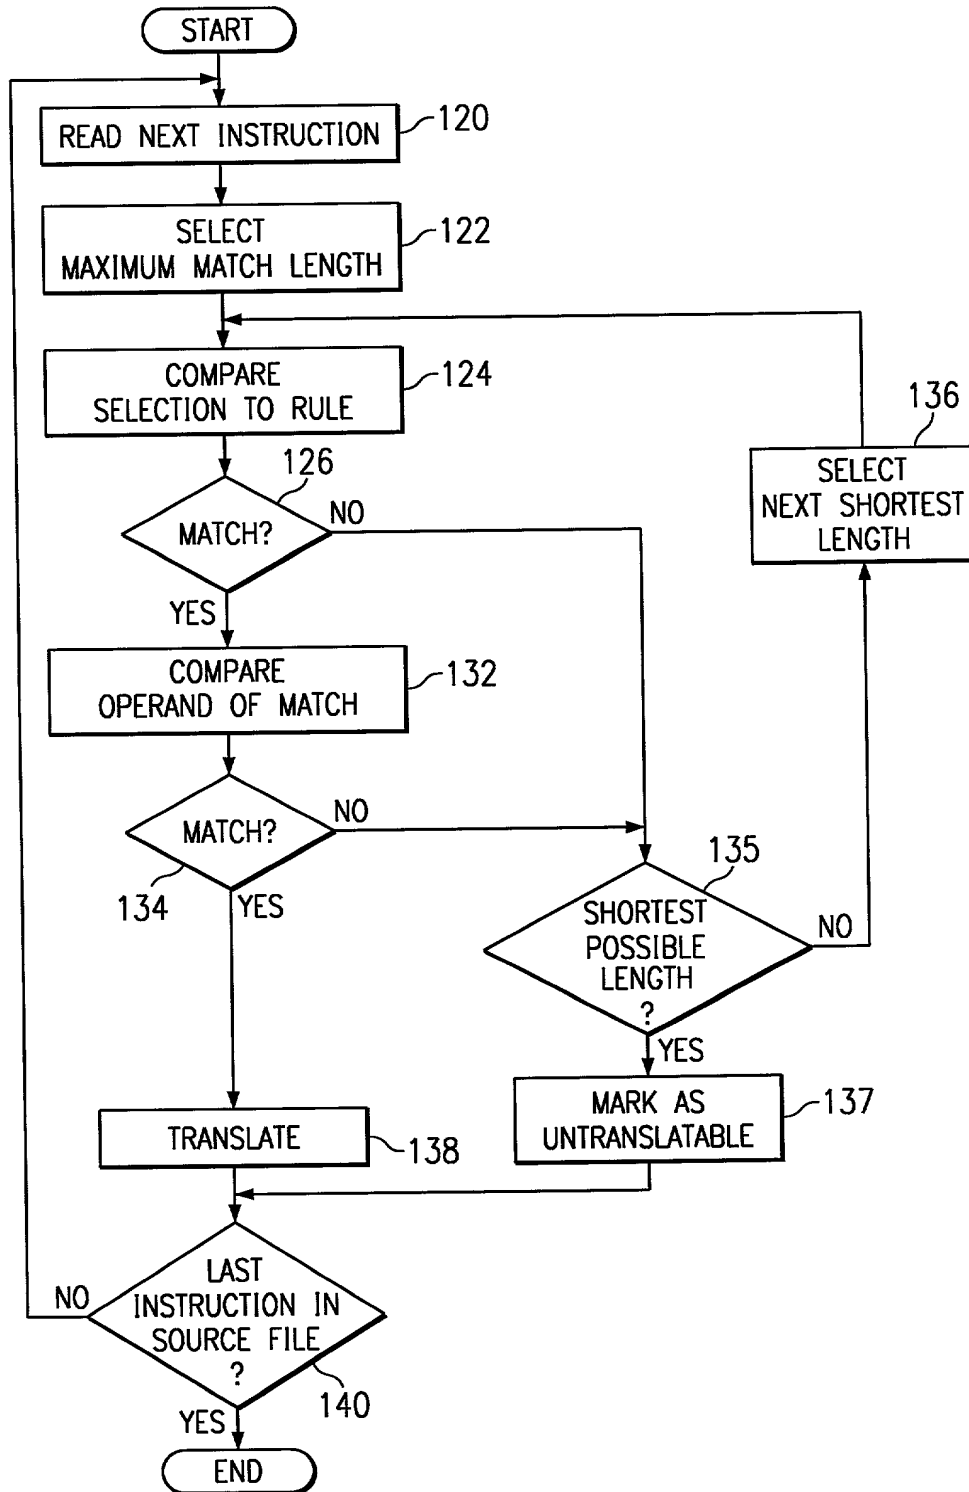 START
READ NEXT INSTRUCTION
120
SELECT
MAXIMUM MATCH LENGTH
122
COMPARE
SELECTION TO RULE
124
136
SELECT
NEXT SHORTEST
LENGTH
126
MATCH?
NO
YES
COMPARE
OPERAND OF MATCH
132
MATCH?
NO
134
YES
135
SHORTEST
POSSIBLE
LENGTH
?
NO
YES
MARK AS
UNTRANSLATABLE
137
TRANSLATE
138
LAST
INSTRUCTION IN
SOURCE FILE
?
NO
140
YES
END